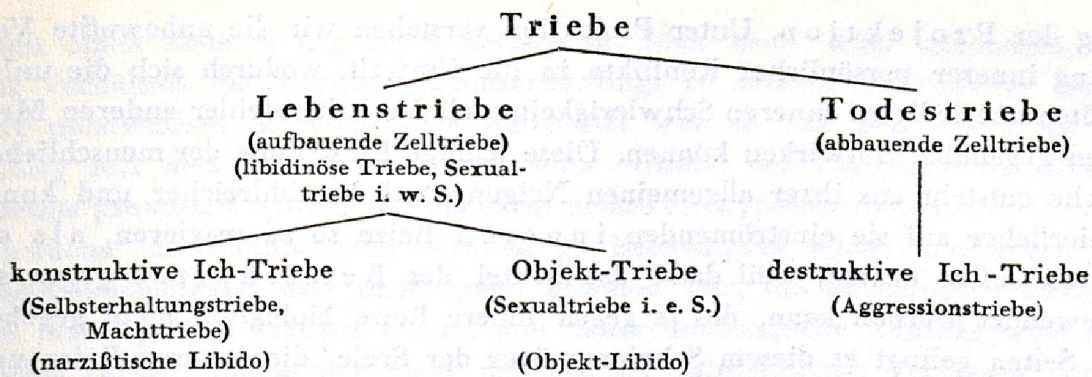 Triebe
Lebenstriebe
(aufbauende Zelltriebe)
(libidinöse Triebe, Sexual-
triebe i. w. S.)
Todestriebe
(abbauende Zelltriebe)
konstruktive Ich-Triebe
(Selbsterhaltungstriebe,
Machttriebe)
(narzißtische Libido)
Objekt-Triebe
(Sexualtriebe i. e. S.)
(Objekt-Libido)
destruktive Ich-Triebe
(Aggressionstriebe)